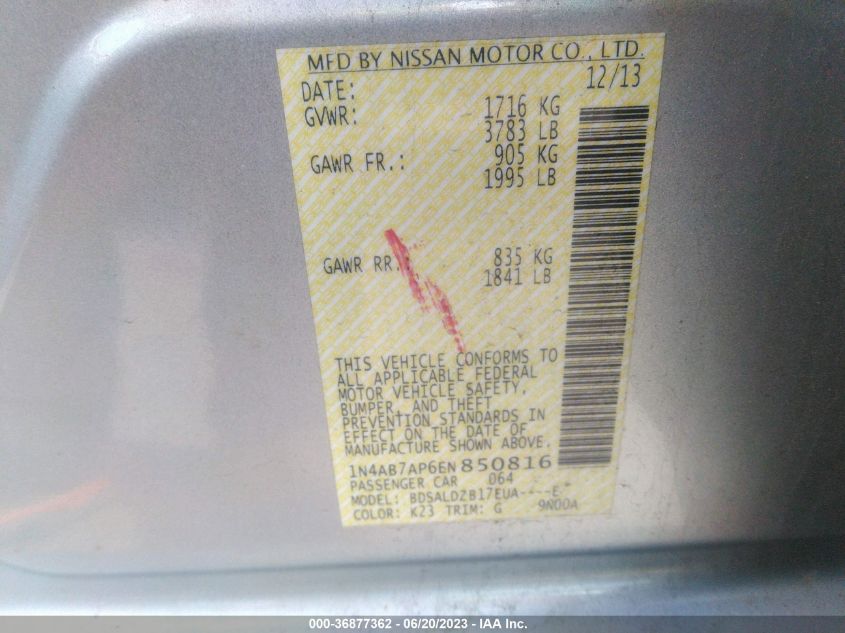 MFD BY NISSAN MOTOR CO., LTD.
DATE: 12/13
GVWR: 1716 KG
3783 LB
GAWR FR.: 905 KG
1995 LB
GAWR RR.: 835 KG
1841 LB
THIS VEHICLE CONFORMS TO
ALL APPLICABLE FEDERAL
MOTOR VEHICLE SAFETY,
BUMPER, AND THEFT
PREVENTION STANDARDS IN
EFFECT ON THE DATE OF
MANUFACTURE SHOWN ABOVE.
1N4AB7AP6EN850816
PASSENGER CAR 064
MODEL: BDSALDZB17EUA----E-
COLOR: K23 TRIM: G 9N00A
000-36877362 - 06/20/2023 - IAA Inc.